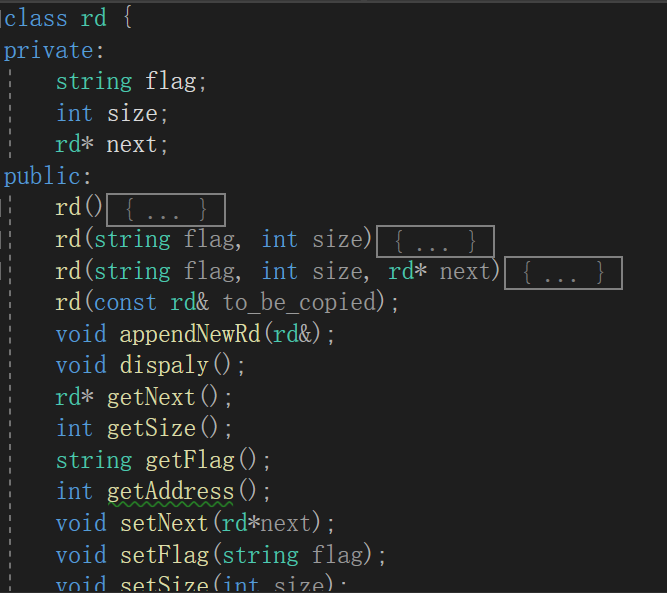 class rd {
private:
    string flag;
    int size;
    rd* next;
public:
    rd(){ ... }
    rd(string flag, int size){ ... }
    rd(string flag, int size, rd* next){ ... }
    rd(const rd& to_be_copied);
    void appendNewRd(rd&);
    void dispaly();
    rd* getNext();
    int getSize();
    string getFlag();
    int getAddress();
    void setNext(rd*next);
    void setFlag(string flag);
    void setSize(int size);